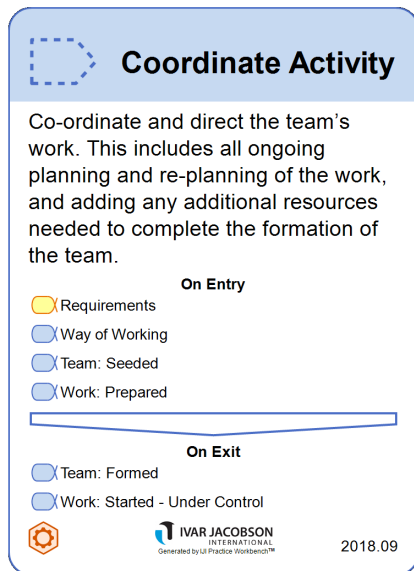 Coordinate Activity
Co-ordinate and direct the team's
work. This includes all ongoing
planning and re-planning of the work,
and adding any additional resources
needed to complete the formation of
the team.
On Entry
Requirements
Way of Working
Team: Seeded
Work: Prepared
On Exit
Team: Formed
Work: Started - Under Control
IVAR JACOBSON
INTERNATIONAL
Generated by IJI Practice Workbench™
2018.09